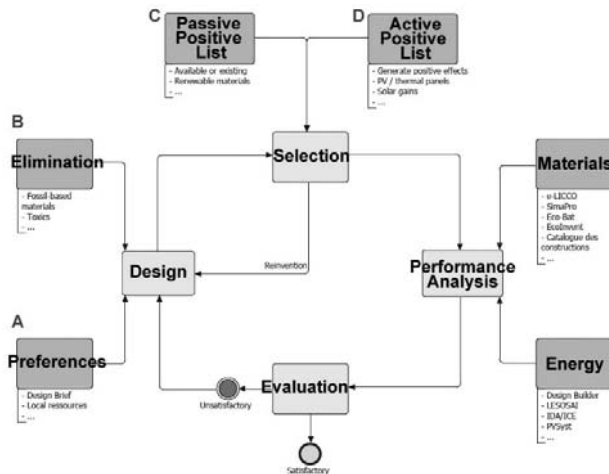 C
Passive
Positive
List
- Available or existing
- Renewable materials
- ...
D
Active
Positive
List
- Generate positive effects
- PV / thermal panels
- Solar gains
- ...
B
Elimination
- Fossil-based
materials
- Toxics
- ...
Selection
Materials
- e-LICCO
- SimaPro
- Eco-Bat
- EcoInvent
- Catalogue des
constructions
- ...
Design
Reinvention
Performance
Analysis
A
Preferences
- Design Brief
- Local ressources
- ...
Unsatisfactory
Evaluation
Satisfactory
Energy
- Design Builder
- LESOSAI
- IDA/ICE
- PVSyst
- ...